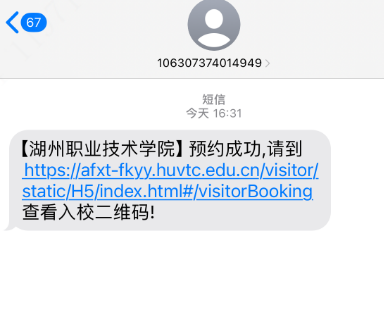 67
106307374014949
短信
今天 16:31
【湖州职业技术学院】预约成功,请到
https://afxt-fkyy.huvtc.edu.cn/visitor/
static/H5/index.html#/visitorBooking
查看入校二维码!